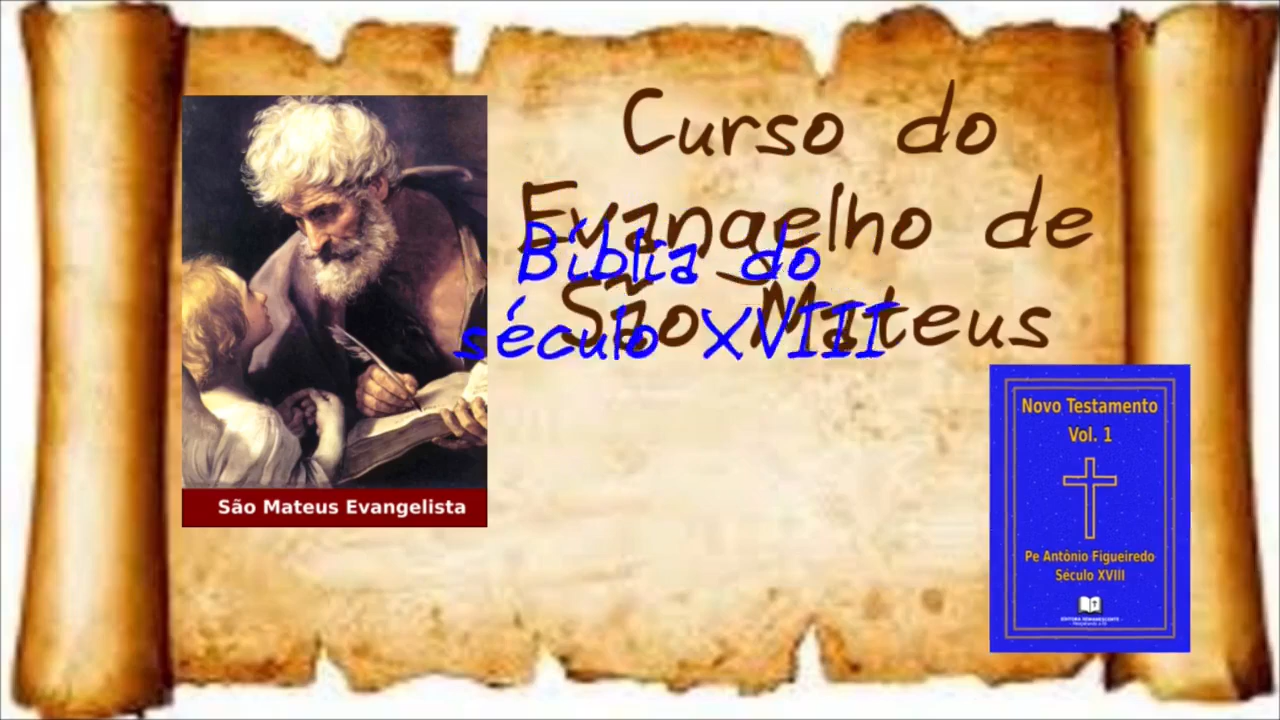 Curso do
Evangelho de
São Mateus
Bíblia do
século XVIII
São Mateus Evangelista
Novo Testamento
Vol. 1
Pe Antônio Figueiredo
Século XVIII